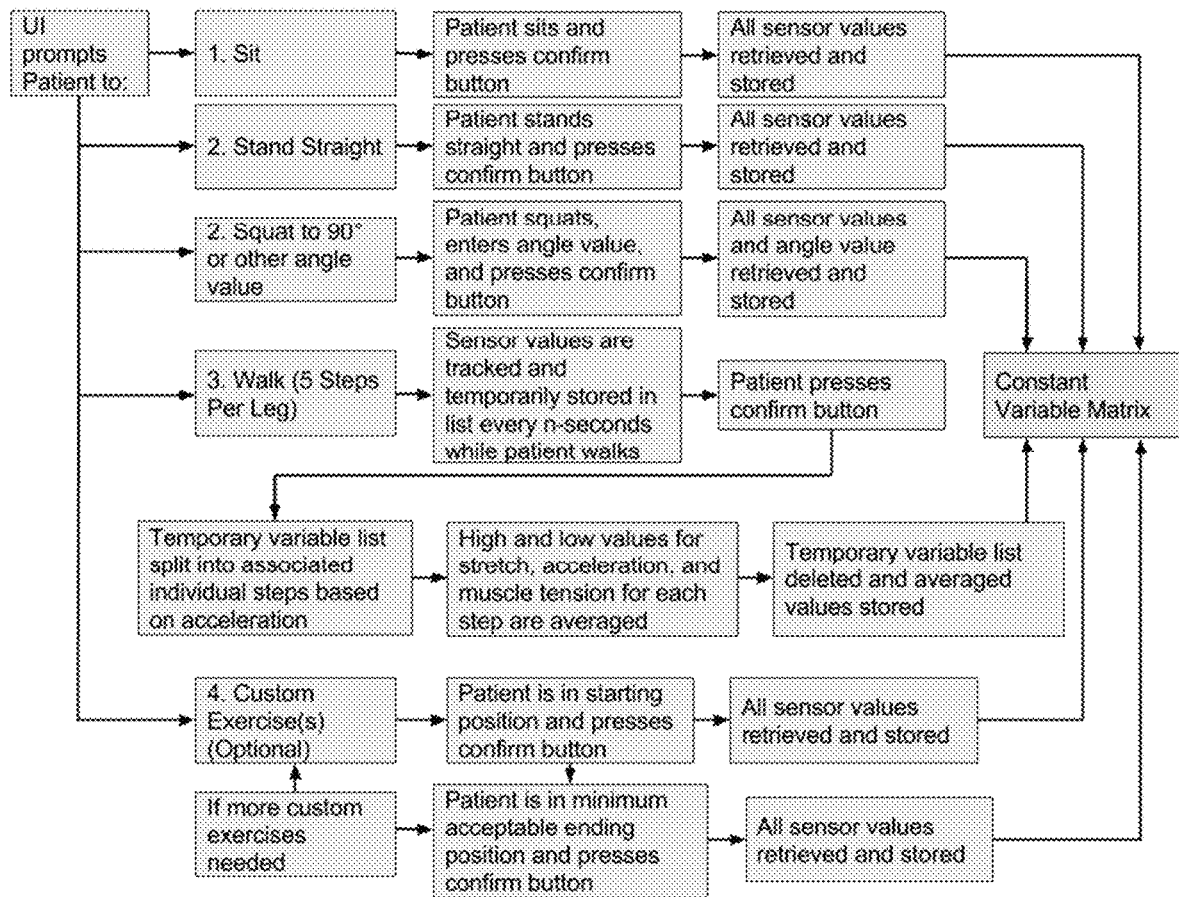 UI
prompts
Patient to:
1. Sit
Patient sits and
presses confirm
button
All sensor values
retrieved and
stored
2. Stand Straight
Patient stands
straight and presses
confirm button
All sensor values
retrieved and
stored
2. Squat to 90°
or other angle
value
Patient squats,
enters angle value,
and presses confirm
button
All sensor values
and angle value
retrieved and
stored
3. Walk (5 Steps
Per Leg)
Sensor values are
tracked and
temporarily stored in
list every n-seconds
while patient walks
Patient presses
confirm button
Constant
Variable Matrix
Temporary variable list
split into associated
individual steps based
on acceleration
High and low values for
stretch, acceleration, and
muscle tension for each
step are averaged
Temporary variable list
deleted and averaged
values stored
4. Custom
Exercise(s)
(Optional)
Patient is in starting
position and presses
confirm button
All sensor values
retrieved and stored
If more custom
exercises
needed
Patient is in minimum
acceptable ending
position and presses
confirm button
All sensor values
retrieved and stored